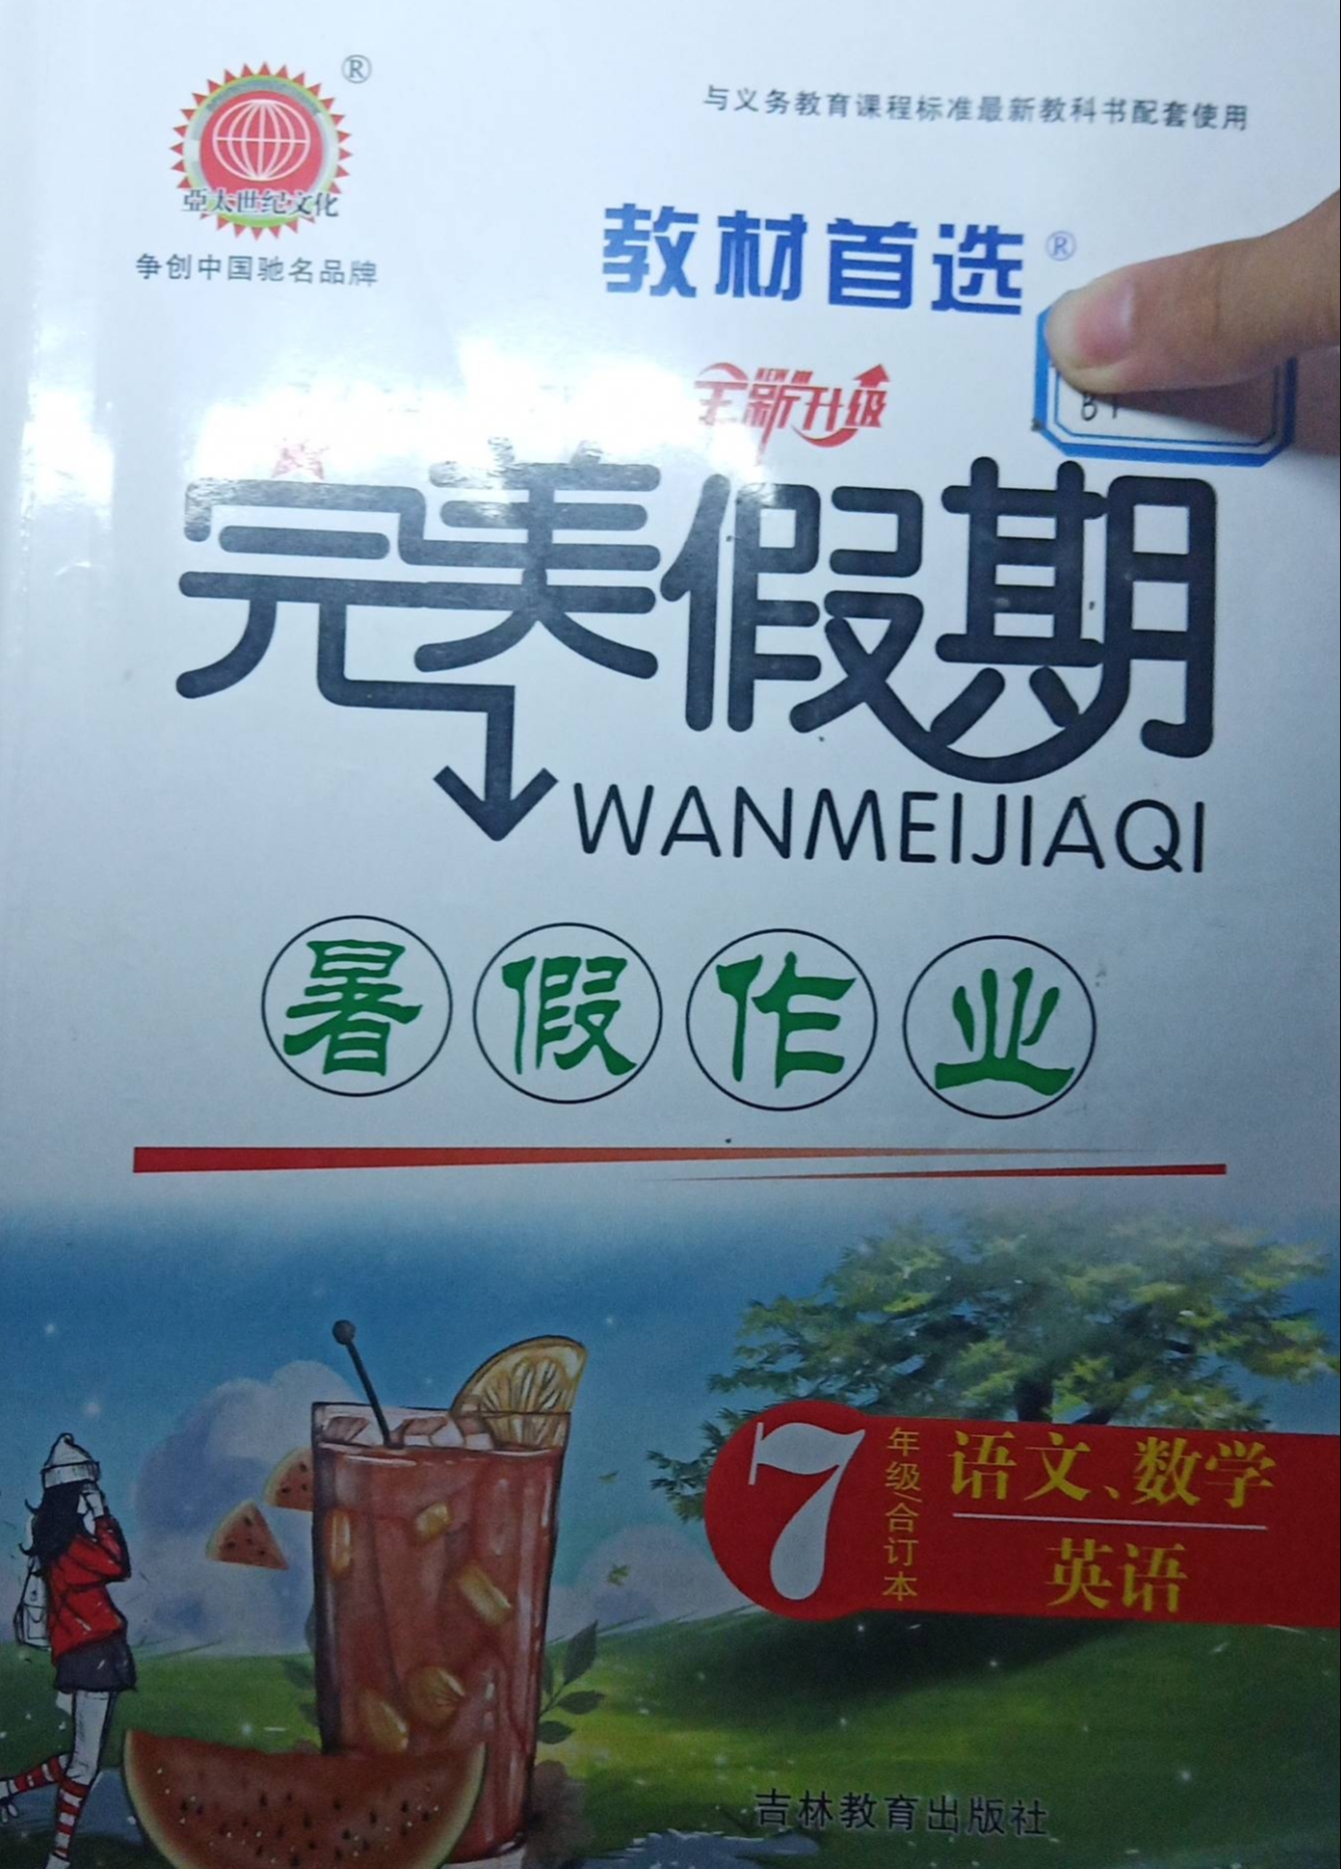 ®
亞太世纪文化
争创中国驰名品牌
与义务教育课程标准最新教科书配套使用
教材首选®
全新升级
完美假期
WANMEIJIAQI
暑假作业
7
年级/合订本
语文、数学
英语
吉林教育出版社